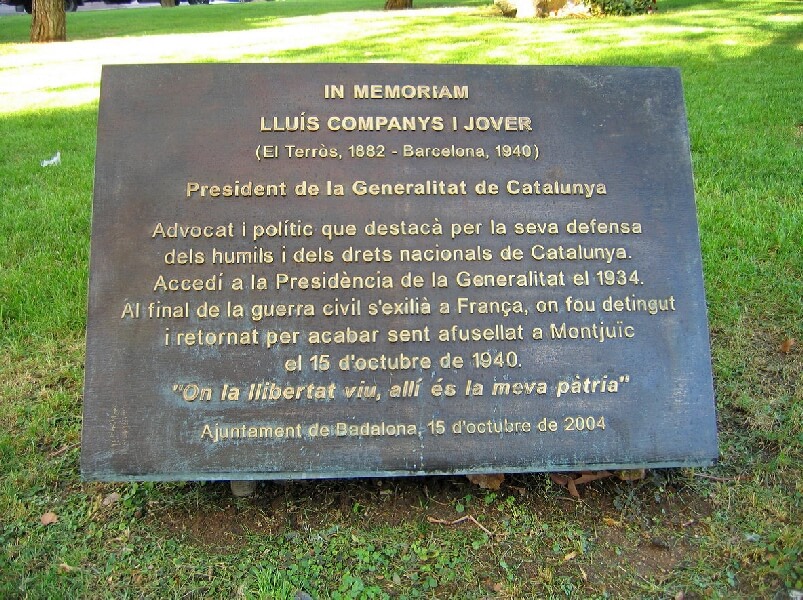 IN MEMORIAM
LLUÍS COMPANYS I JOVER
(El Terròs, 1882 - Barcelona, 1940)
President de la Generalitat de Catalunya
Advocat i polític que destacà per la seva defensa
dels humils i dels drets nacionals de Catalunya.
Accedí a la Presidència de la Generalitat el 1934.
Al final de la guerra civil s'exilià a França, on fou detingut
i retornat per acabar sent afusellat a Montjuïc
el 15 d'octubre de 1940.
"On la llibertat viu, allí és la meva pàtria"
Ajuntament de Badalona, 15 d'octubre de 2004